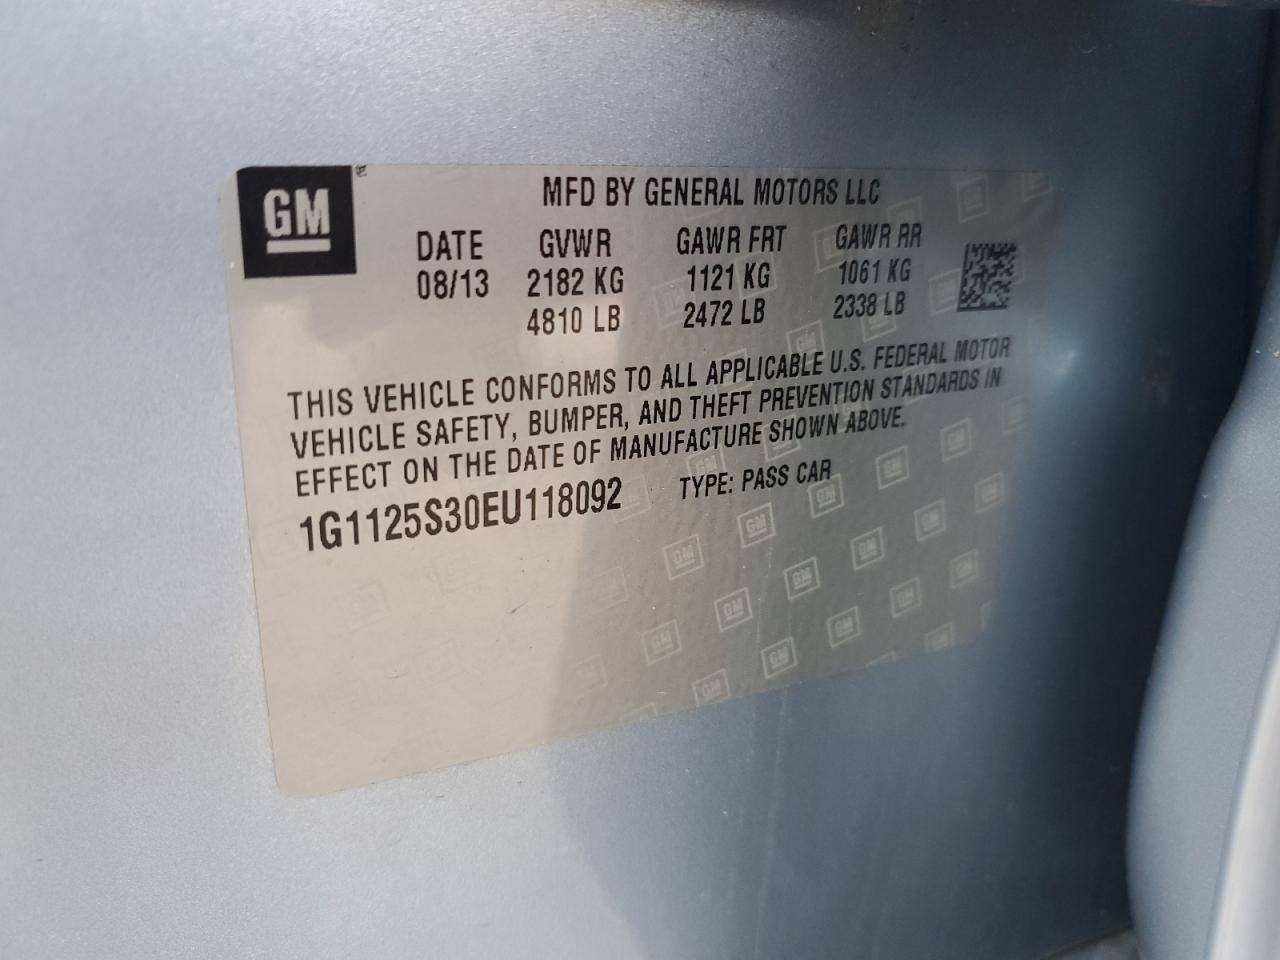 GM
MFD BY GENERAL MOTORS LLC
DATE GVWR GAWR FRT GAWR RR
08/13 2182 KG 1121 KG 1061 KG
4810 LB 2472 LB 2338 LB
THIS VEHICLE CONFORMS TO ALL APPLICABLE U.S. FEDERAL MOTOR
VEHICLE SAFETY, BUMPER, AND THEFT PREVENTION STANDARDS IN
EFFECT ON THE DATE OF MANUFACTURE SHOWN ABOVE.
1G1125S30EU118092 TYPE: PASS CAR